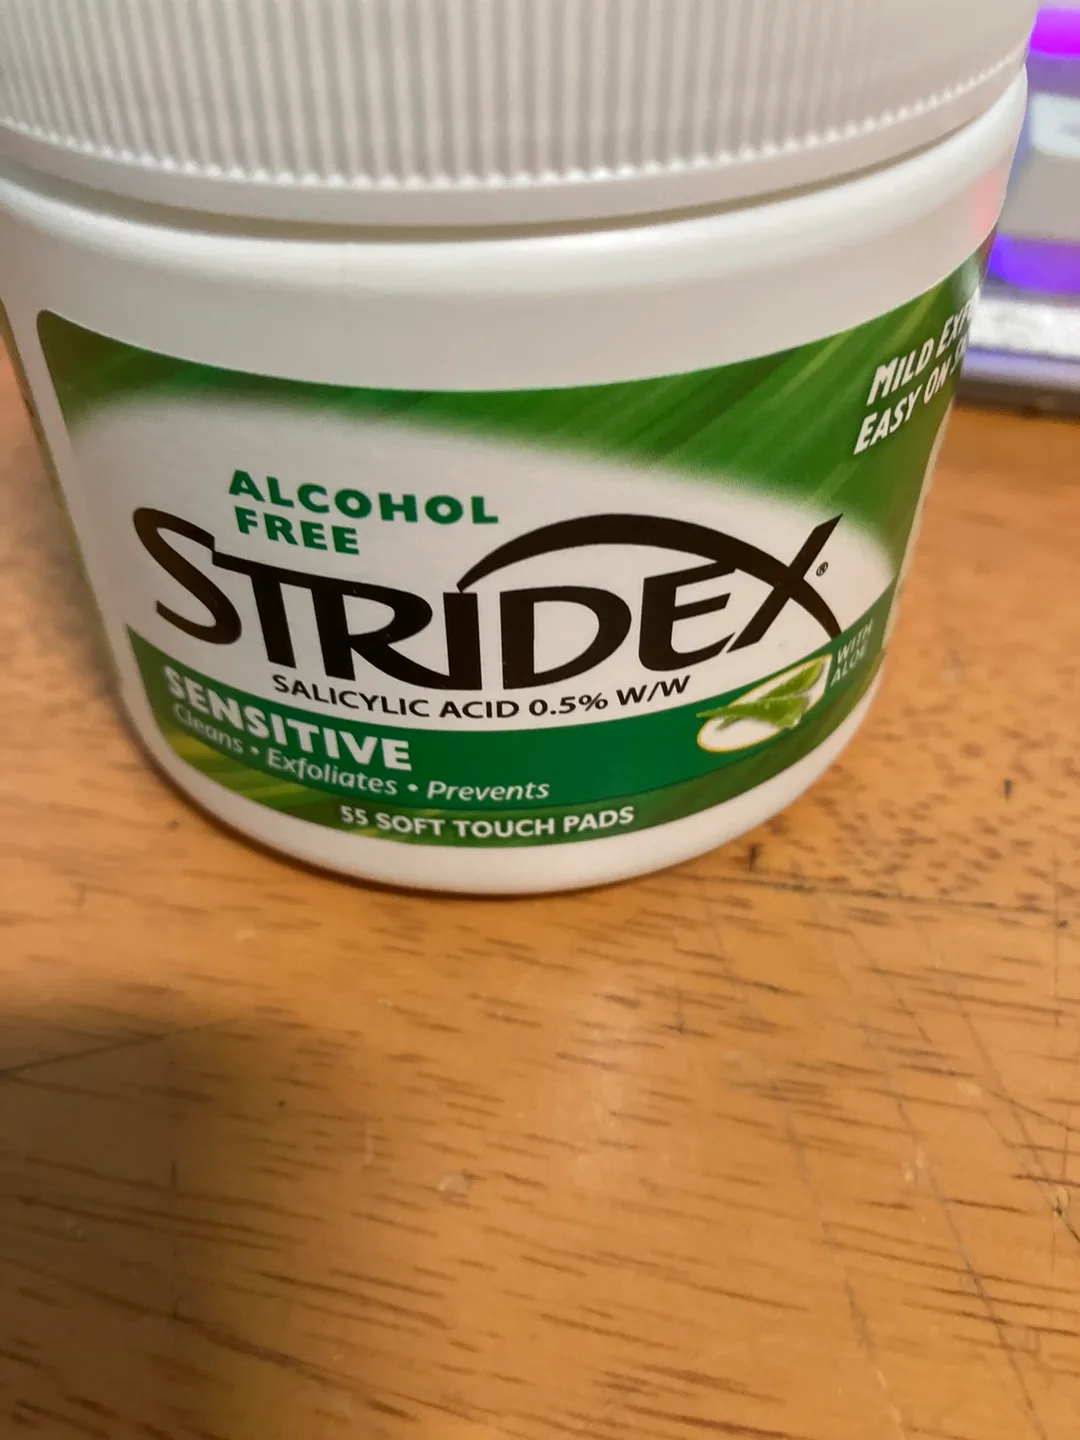 MILD
EASY ON
ALCOHOL
FREE
STRIDEX®
SALICYLIC ACID 0.5% W/W
WITH
ALOE
SENSITIVE
Cleans • Exfoliates • Prevents
55 SOFT TOUCH PADS